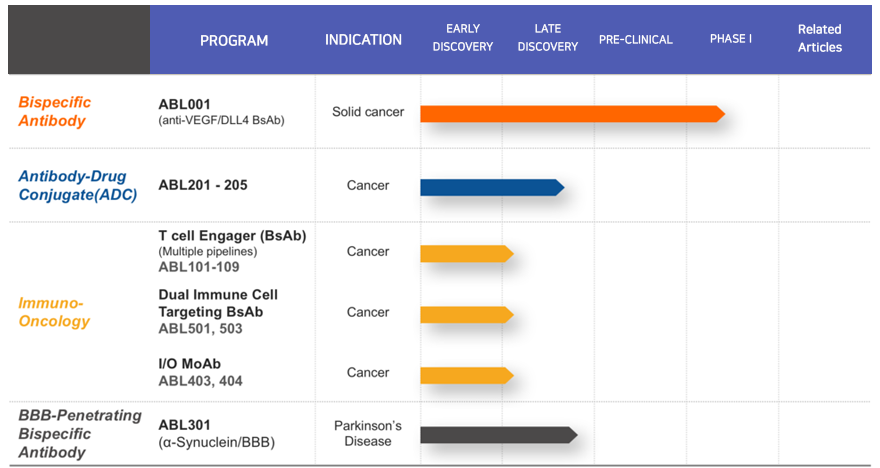 PROGRAM
INDICATION
EARLY
DISCOVERY
LATE
DISCOVERY
PRE-CLINICAL
PHASE I
Related
Articles
Bispecific
Antibody
ABL001
(anti-VEGF/DLL4 BsAb)
Solid cancer
Antibody-Drug
Conjugate(ADC)
ABL201 - 205
Cancer
Immuno-
Oncology
T cell Engager (BsAb)
(Multiple pipelines)
ABL101-109
Cancer
Dual Immune Cell
Targeting BsAb
ABL501, 503
Cancer
I/O MoAb
ABL403, 404
Cancer
BBB-Penetrating
Bispecific
Antibody
ABL301
(α-Synuclein/BBB)
Parkinson's
Disease